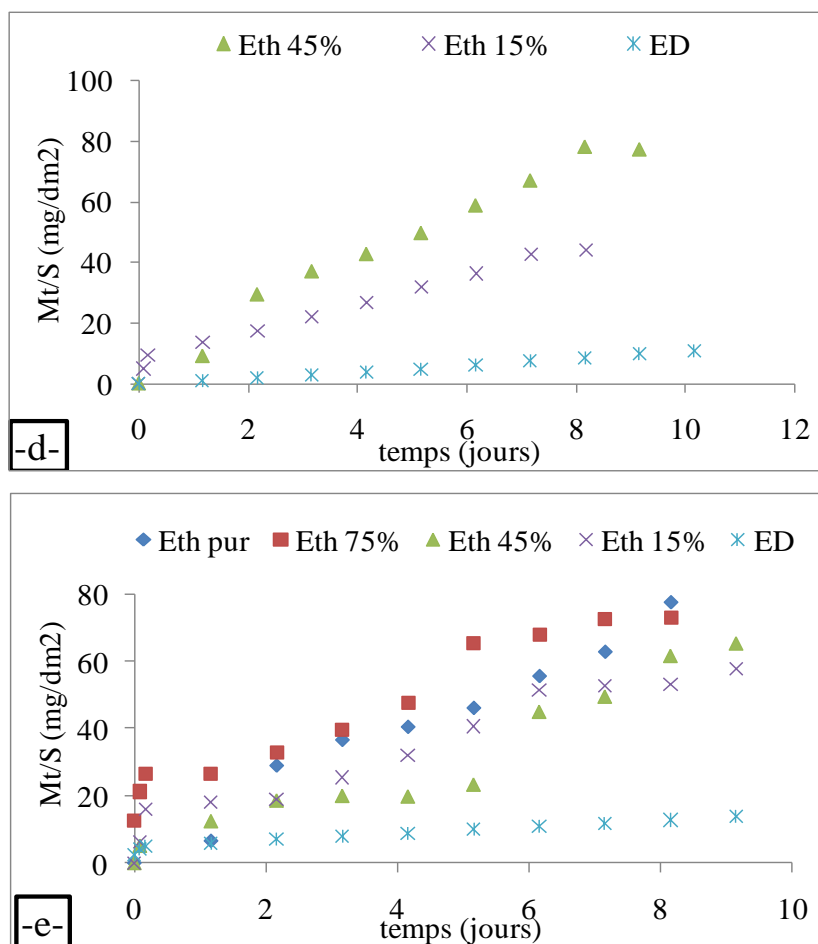 Eth 45% Eth 15% ED
100
80
60
40
20
0
Mt/S (mg/dm2)
0 2 4 6 8 10 12
temps (jours)
-d-
Eth pur Eth 75% Eth 45% Eth 15% ED
80
60
40
20
0
Mt/S (mg/dm2)
0 2 4 6 8 10
temps (jours)
-e-